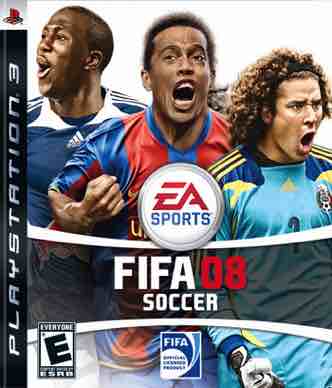 PLAYSTATION 3
EA
SPORTS
FIFA 08
SOCCER
EVERYONE
E
ESRB
FIFA
OFFICIAL
LICENSED
PRODUCT